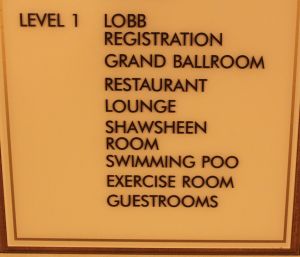 LEVEL 1 LOBB
REGISTRATION
GRAND BALLROOM
RESTAURANT
LOUNGE
SHAWSHEEN
ROOM
SWIMMING POO
EXERCISE ROOM
GUESTROOMS